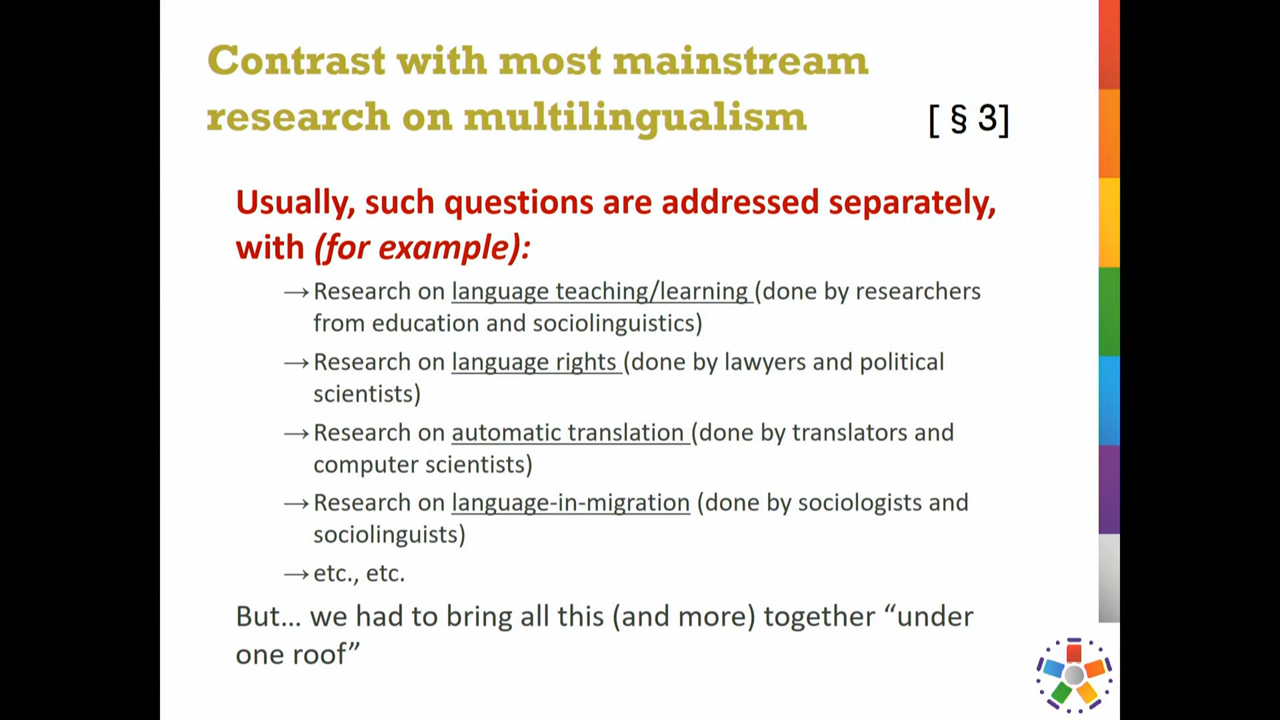 Contrast with most mainstream
research on multilingualism [ § 3]
Usually, such questions are addressed separately,
with (for example):
→Research on language teaching/learning (done by researchers
from education and sociolinguistics)
→Research on language rights (done by lawyers and political
scientists)
→Research on automatic translation (done by translators and
computer scientists)
→Research on language-in-migration (done by sociologists and
sociolinguists)
→etc., etc.
But… we had to bring all this (and more) together “under
one roof”